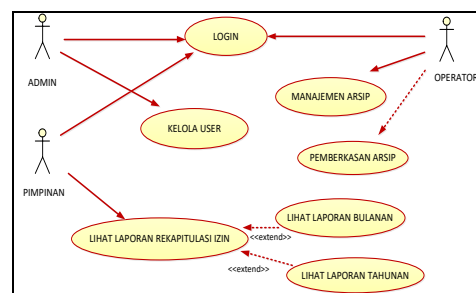 LOGIN
ADMIN
OPERATOR
MANAJEMEN ARSIP
KELOLA USER
PEMBERKASAN ARSIP
PIMPINAN
LIHAT LAPORAN BULANAN
<<extend>>
LIHAT LAPORAN REKAPITULASI IZIN
<<extend>>
LIHAT LAPORAN TAHUNAN